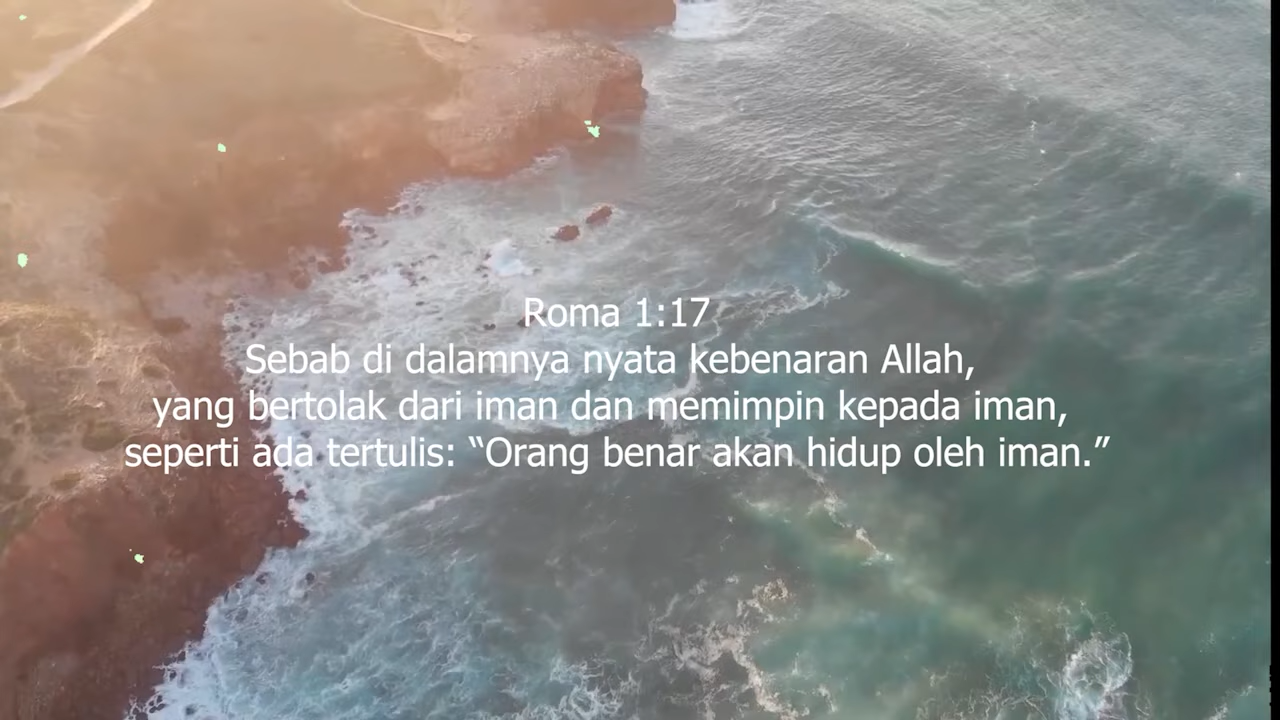 Roma 1:17
Sebab di dalamnya nyata kebenaran Allah,
yang bertolak dari iman dan memimpin kepada iman,
seperti ada tertulis: “Orang benar akan hidup oleh iman.”